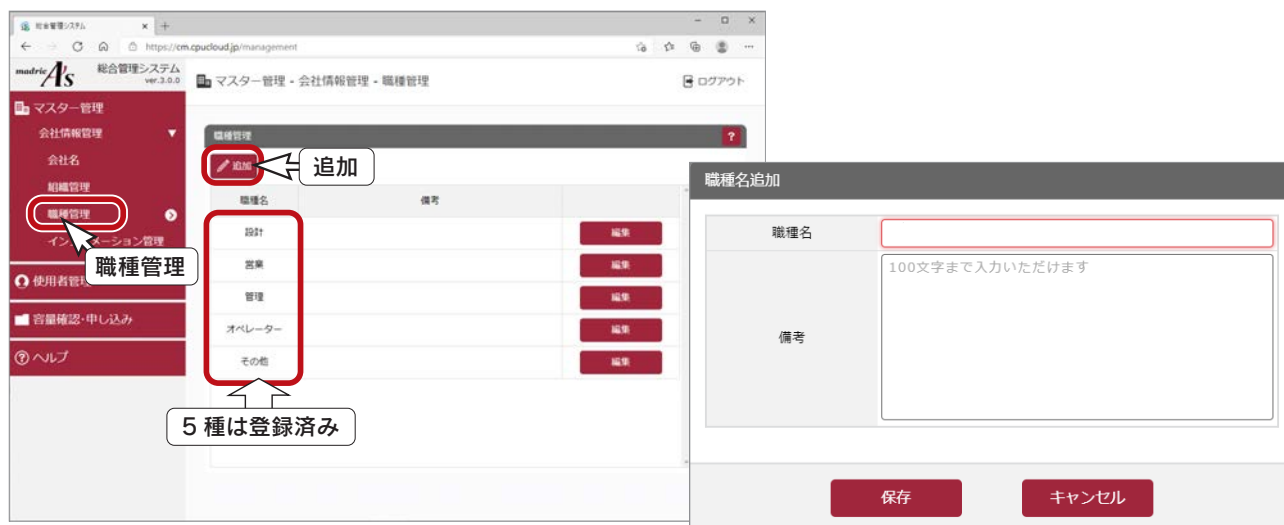 総合管理システム
https://cm.cpucloud.jp/management
madric A's
総合管理システム
ver.3.0.0
マスター管理 - 会社情報管理 - 職種管理
ログアウト
マスター管理
会社情報管理 ▼
会社名
組織管理
職種管理
インフォメーション管理
職種管理
使用者管理
容量確認・申し込み
ヘルプ
職種管理 ?
追加
追加
職種名 備考
設計 編集
営業 編集
管理 編集
オペレーター 編集
その他 編集
5種は登録済み
職種名追加
職種名
100文字まで入力いただけます
備考
保存 キャンセル